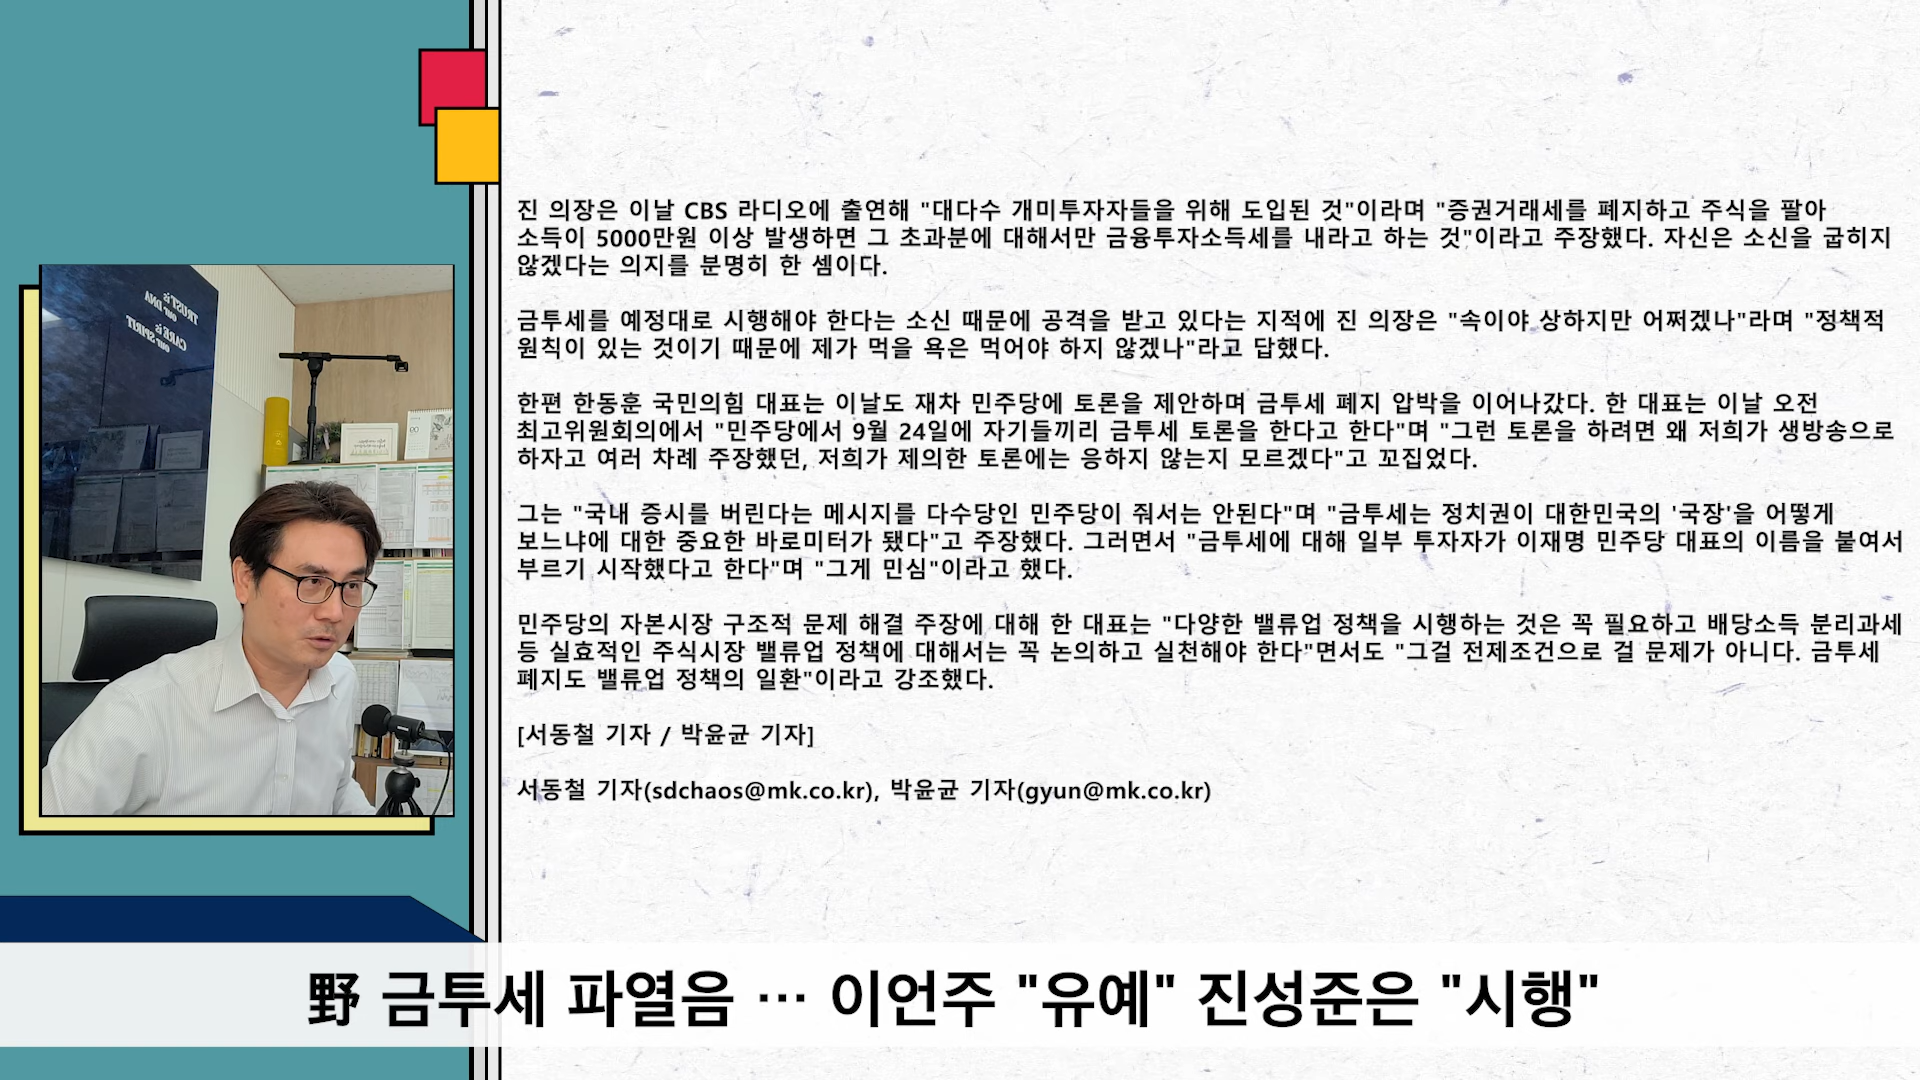 진 의장은 이날 CBS 라디오에 출연해 "대다수 개미투자자들을 위해 도입된 것"이라며 "증권거래세를 폐지하고 주식을 팔아
소득이 5000만원 이상 발생하면 그 초과분에 대해서만 금융투자소득세를 내라고 하는 것"이라고 주장했다. 자신은 소신을 굽히지
않겠다는 의지를 분명히 한 셈이다.
금투세를 예정대로 시행해야 한다는 소신 때문에 공격을 받고 있다는 지적에 진 의장은 "속이야 상하지만 어쩌겠나"라며 "정책적
원칙이 있는 것이기 때문에 제가 먹을 욕은 먹어야 하지 않겠나"라고 답했다.
한편 한동훈 국민의힘 대표는 이날도 재차 민주당에 토론을 제안하며 금투세 폐지 압박을 이어나갔다. 한 대표는 이날 오전
최고위원회의에서 "민주당에서 9월 24일에 자기들끼리 금투세 토론을 한다고 한다"며 "그런 토론을 하려면 왜 저희가 생방송으로
하자고 여러 차례 주장했던, 저희가 제의한 토론에는 응하지 않는지 모르겠다"고 꼬집었다.
그는 "국내 증시를 버린다는 메시지를 다수당인 민주당이 줘서는 안된다"며 "금투세는 정치권이 대한민국의 '국장'을 어떻게
보느냐에 대한 중요한 바로미터가 됐다"고 주장했다. 그러면서 "금투세에 대해 일부 투자자가 이재명 민주당 대표의 이름을 붙여서
부르기 시작했다고 한다"며 "그게 민심"이라고 했다.
민주당의 자본시장 구조적 문제 해결 주장에 대해 한 대표는 "다양한 밸류업 정책을 시행하는 것은 꼭 필요하고 배당소득 분리과세
등 실효적인 주식시장 밸류업 정책에 대해서는 꼭 논의하고 실천해야 한다"면서도 "그걸 전제조건으로 걸 문제가 아니다. 금투세
폐지도 밸류업 정책의 일환"이라고 강조했다.
[서동철 기자 / 박윤균 기자]
서동철 기자(sdchaos@mk.co.kr), 박윤균 기자(gyun@mk.co.kr)
TRUST is
our DNA
CARE is
our SPIRIT
野 금투세 파열음 … 이언주 "유예" 진성준은 "시행"